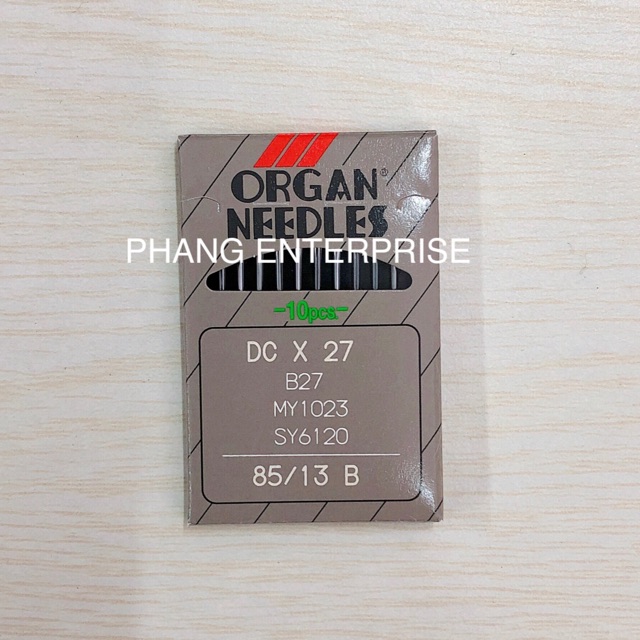 ORGAN®
NEEDLES
PHANG ENTERPRISE
-10pcs.-
DC X 27
B27
MY1023
SY6120
85/13 B